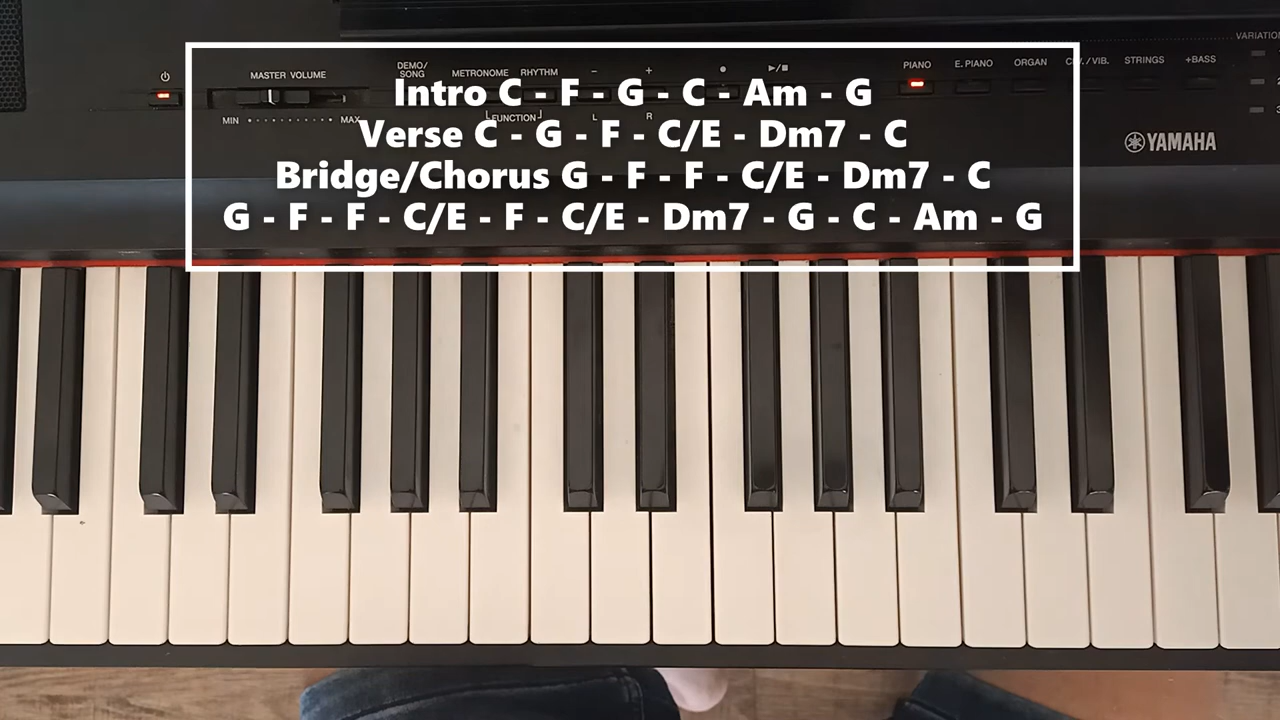 VARIATION
DEMO/
SONG
MASTER VOLUME
METRONOME RHYTHM - + ● ▶/■
PIANO E. PIANO ORGAN STRINGS +BASS
MIN MAX
FUNCTION
L R
YAMAHA
Intro C - F - G - C - Am - G
Verse C - G - F - C/E - Dm7 - C
Bridge/Chorus G - F - F - C/E - Dm7 - C
G - F - F - C/E - F - C/E - Dm7 - G - C - Am - G